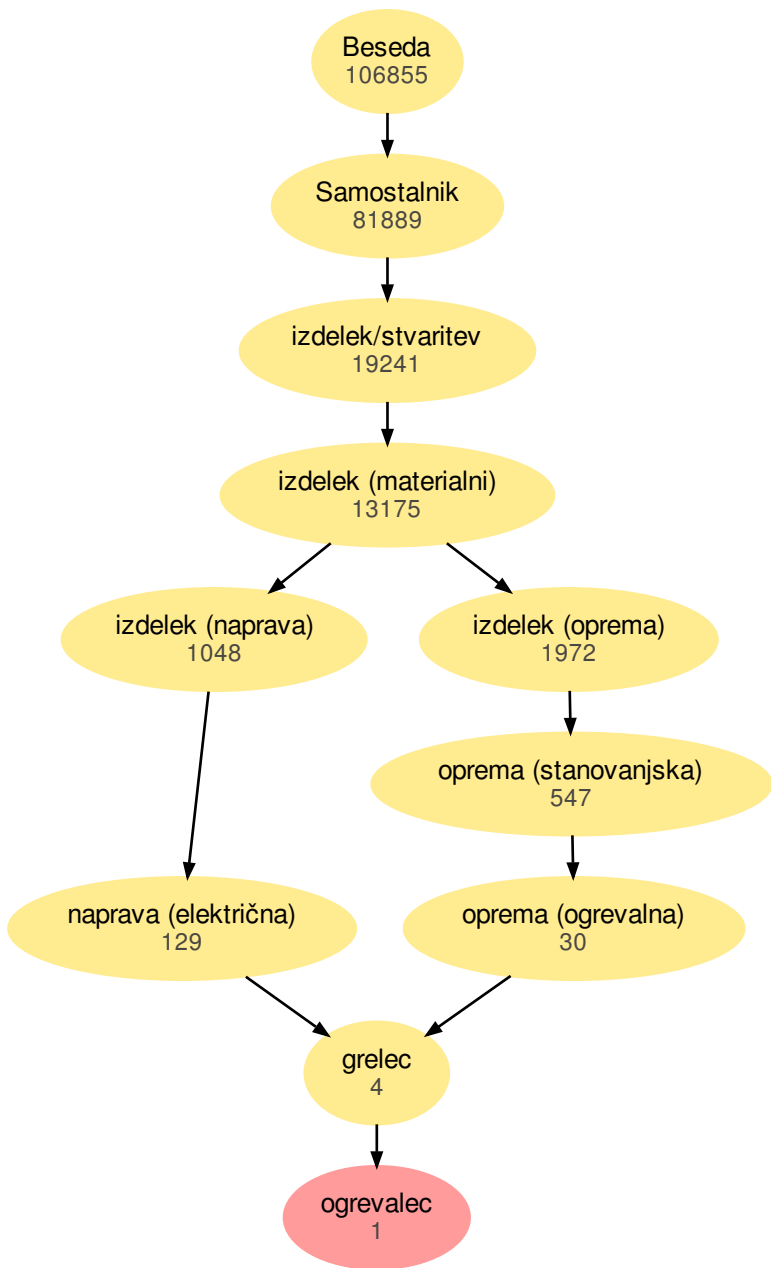 Beseda
106855
Samostalnik
81889
izdelek/stvaritev
19241
izdelek (materialni)
13175
izdelek (naprava)
1048
izdelek (oprema)
1972
oprema (stanovanjska)
547
naprava (električna)
129
oprema (ogrevalna)
30
grelec
4
ogrevalec
1